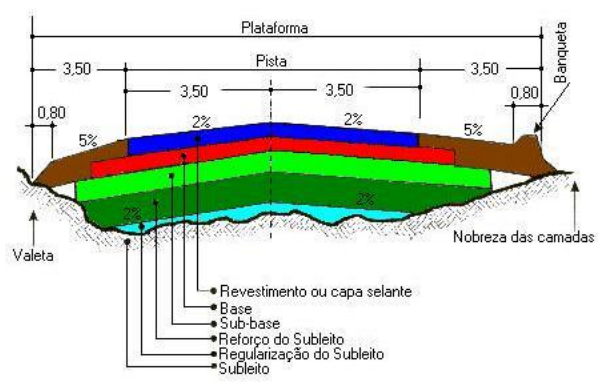 Plataforma
3,50 Pista 3,50
3,50 3,50
Banqueta
0,80 0,80
5% 2% 2% 5%
2% 2%
Valeta
Nobreza das camadas
Revestimento ou capa selante
Base
Sub-base
Reforço do Subleito
Regularização do Subleito
Subleito